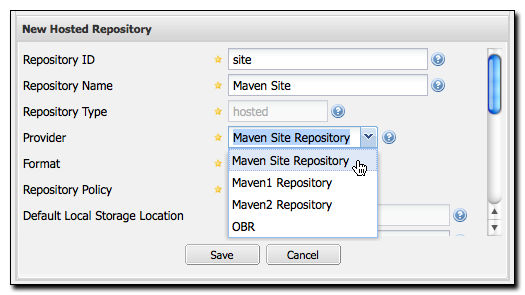 New Hosted Repository
Repository ID site
Repository Name Maven Site
Repository Type hosted
Provider Maven Site Repository
Format Maven Site Repository
Maven1 Repository
Repository Policy
Maven2 Repository
Default Local Storage Location
OBR
Save Cancel